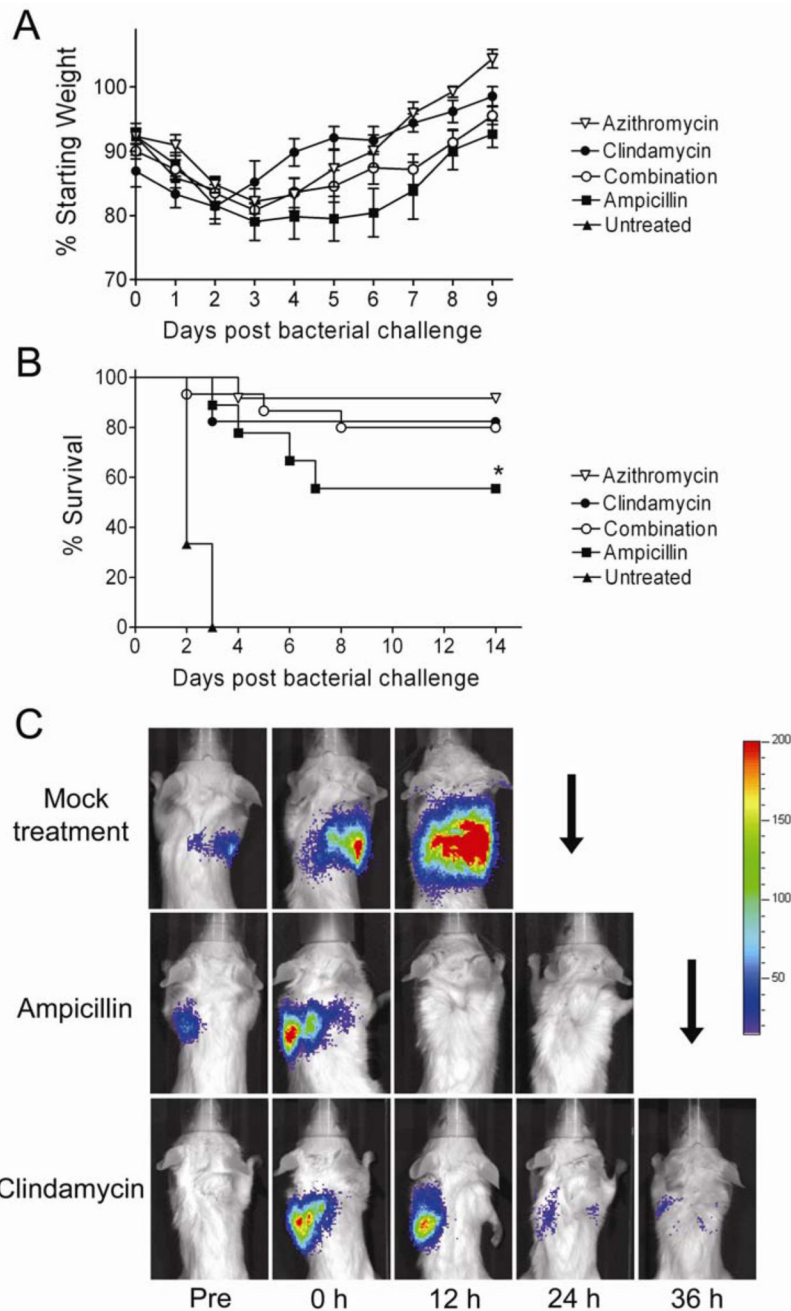 A
% Starting Weight
100
90
80
70
0 1 2 3 4 5 6 7 8 9
Days post bacterial challenge
Azithromycin
Clindamycin
Combination
Ampicillin
Untreated
B
% Survival
100
80
60
40
20
0
0 2 4 6 8 10 12 14
Days post bacterial challenge
*
Azithromycin
Clindamycin
Combination
Ampicillin
Untreated
C
Mock
treatment
Ampicillin
Clindamycin
Pre 0 h 12 h 24 h 36 h
200
150
100
50